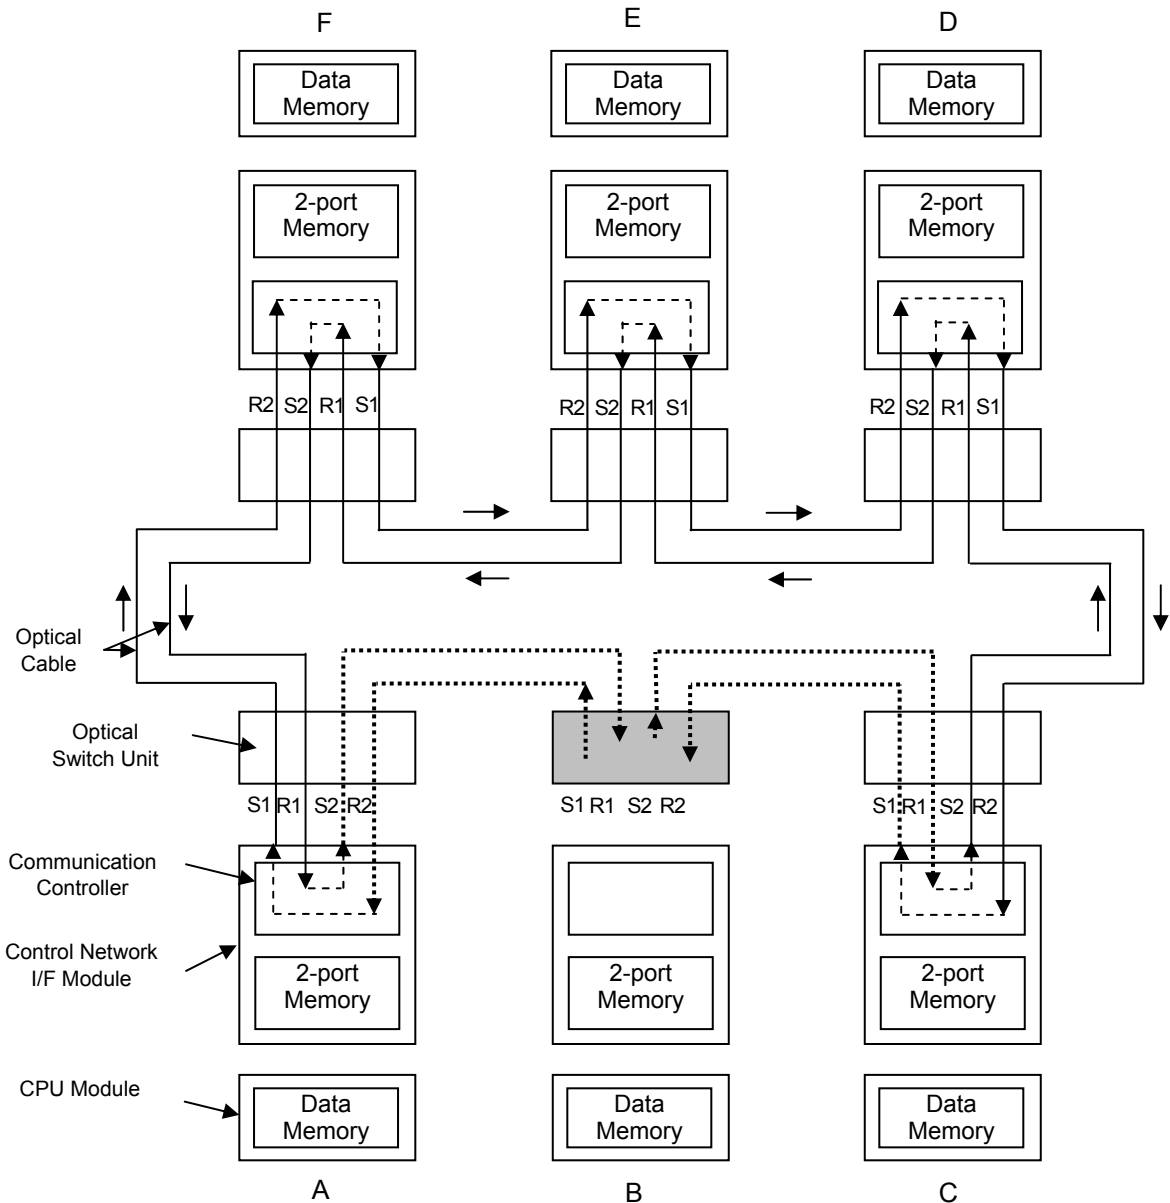 F
E
D
Data
Memory
Data
Memory
Data
Memory
2-port
Memory
2-port
Memory
2-port
Memory
R2 S2 R1 S1
R2 S2 R1 S1
R2 S2 R1 S1
Optical
Cable
Optical
Switch Unit
S1 R1 S2 R2
S1 R1 S2 R2
S1 R1 S2 R2
Communication
Controller
Control Network
I/F Module
2-port
Memory
2-port
Memory
2-port
Memory
CPU Module
Data
Memory
Data
Memory
Data
Memory
A
B
C